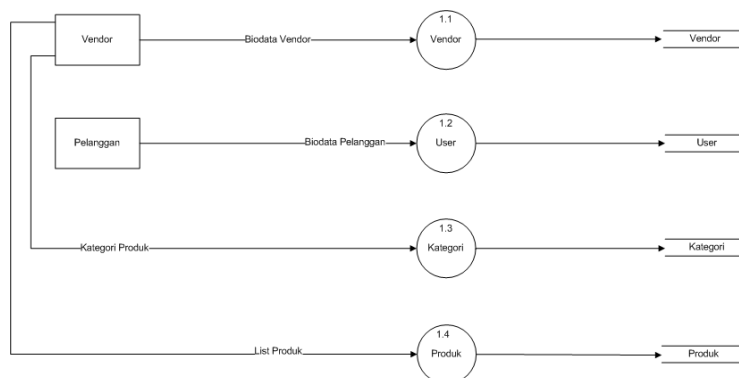 Vendor
Biodata Vendor
1.1
Vendor
Vendor
Pelanggan
Biodata Pelanggan
1.2
User
User
Kategori Produk
1.3
Kategori
Kategori
List Produk
1.4
Produk
Produk